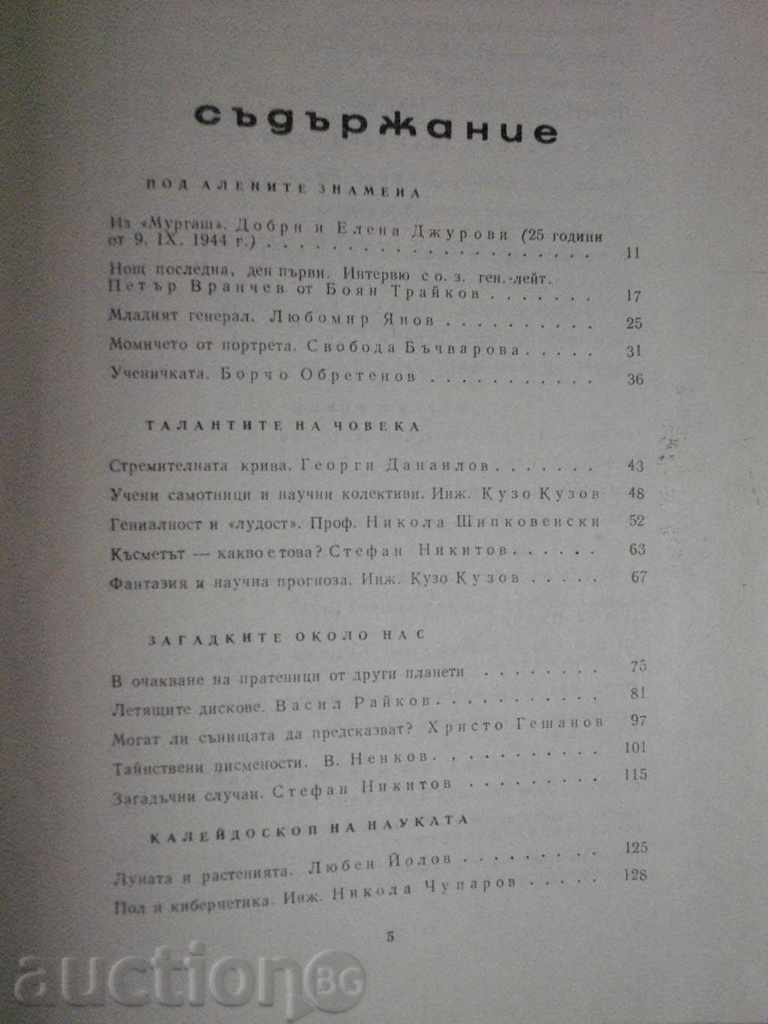 съдържание
ПОД АЛЕНИТЕ ЗНАМЕНА
Из «Мургаш». Добри и Елена Джурови (25 години
от 9. IX. 1944 г.) . . . . . . . . . . . . . . . . . . . . . . 11
Нощ последна, ден първи. Интервю с о. з. ген.-лейт.
Петър Вранчев от Боян Трайков . . . . . . . 17
Младият генерал. Любомир Янов . . . . . . . . . . 25
Момичето от портрета. Свобода Бъчварова . . . . . 31
Ученичката. Борчо Обретенов . . . . . . . . . . . 36
ТАЛАНТИТЕ НА ЧОВЕКА
Стремителната крива. Георги Данаилов . . . . . . . 43
Учени самотници и научни колективи. Инж. Кузо Кузов 48
Гениалност и «лудост». Проф. Никола Шипковенски 52
Късметът — какво е това? Стефан Никитов . . . . . . 63
Фантазия и научна прогноза. Инж. Кузо Кузов . . . . . 67
ЗАГАДКИТЕ ОКОЛО НАС
В очакване на пратеници от други планети . . . . . . . . 75
Летящите дискове. Васил Райков . . . . . . . . . . . 81
Могат ли сънищата да предсказват? Христо Гешанов 97
Тайнствени писмености. В. Ненков . . . . . . . . . . . 101
Загадъчни случаи. Стефан Никитов . . . . . . . . . 115
КАЛЕЙДОСКОП НА НАУКАТА
Луната и растенията. Любен Йолов . . . . . . . . . 125
Пол и кибернетика. Инж. Никола Чупаров . . . . . . 128
5
auction BG